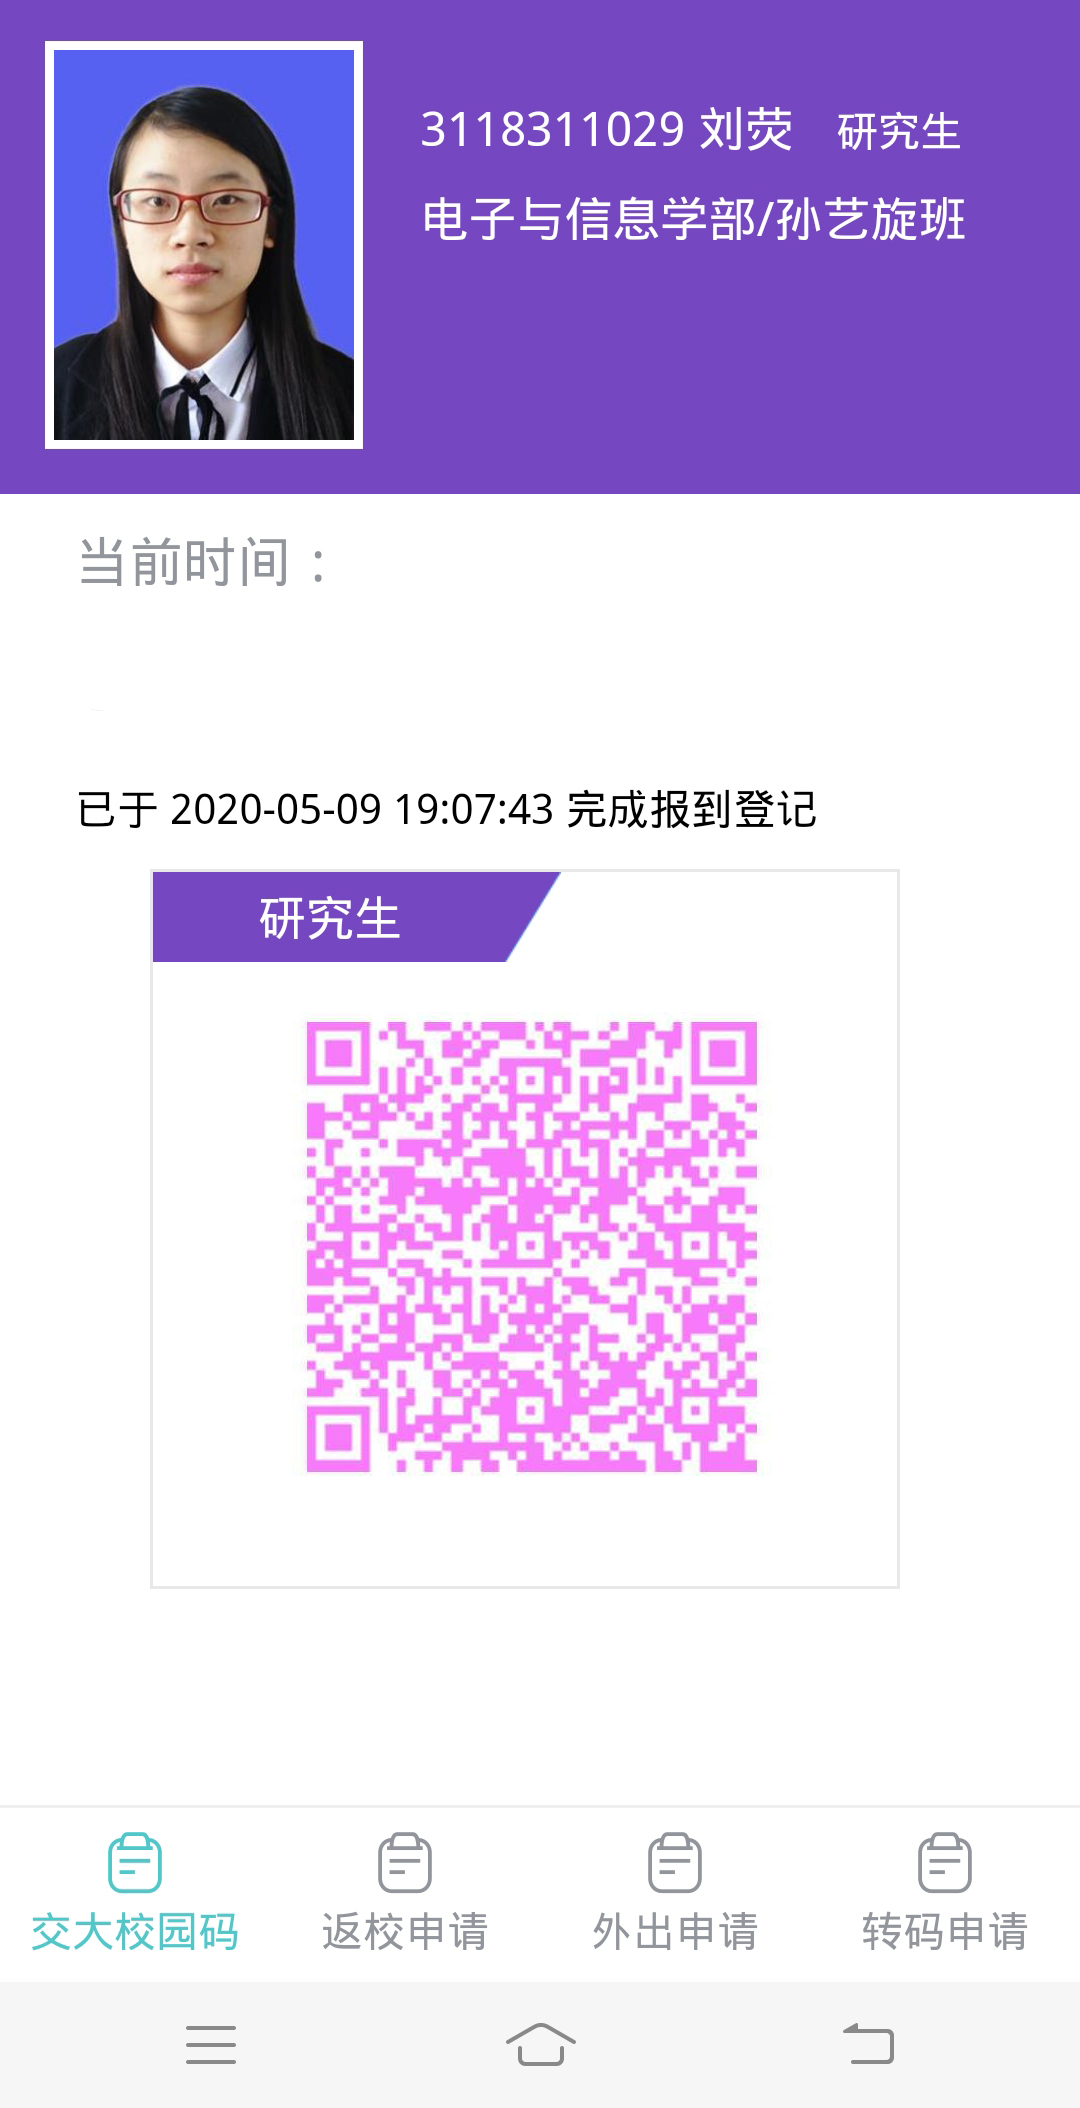 3118311029 刘荧 研究生
电子与信息学部/孙艺旋班
当前时间：
已于 2020-05-09 19:07:43 完成报到登记
研究生
交大校园码 返校申请 外出申请 转码申请